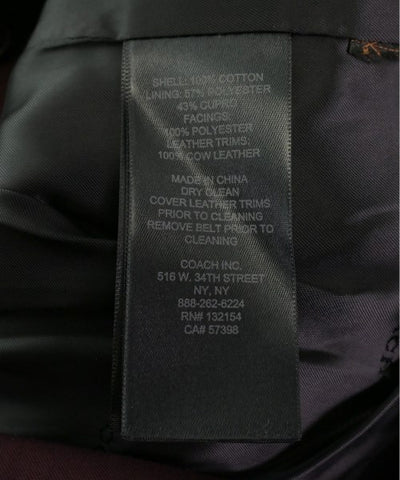 SHELL: 100% COTTON
LINING: 57% POLYESTER
43% CUPRO
FACINGS:
100% POLYESTER
LEATHER TRIMS:
100% COW LEATHER
MADE IN CHINA
DRY CLEAN
COVER LEATHER TRIMS
PRIOR TO CLEANING
REMOVE BELT PRIOR TO
CLEANING
COACH INC.
516 W. 34TH STREET
NY, NY
888-262-6224
RN# 132154
CA# 57398